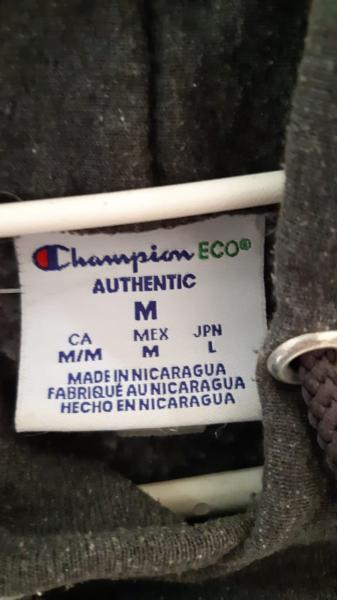 Champion ECO®
AUTHENTIC
M
CA MEX JPN
M/M M L
MADE IN NICARAGUA
FABRIQUÉ AU NICARAGUA
HECHO EN NICARAGUA